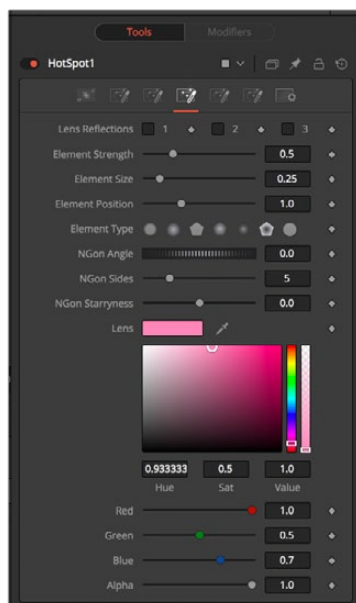 Tools Modifiers
HotSpot1
Lens Reflections 1 2 3
Element Strength 0.5
Element Size 0.25
Element Position 1.0
Element Type
NGon Angle 0.0
NGon Sides 5
NGon Starryness 0.0
Lens
0.933333 0.5 1.0
Hue Sat Value
Red 1.0
Green 0.5
Blue 0.7
Alpha 1.0